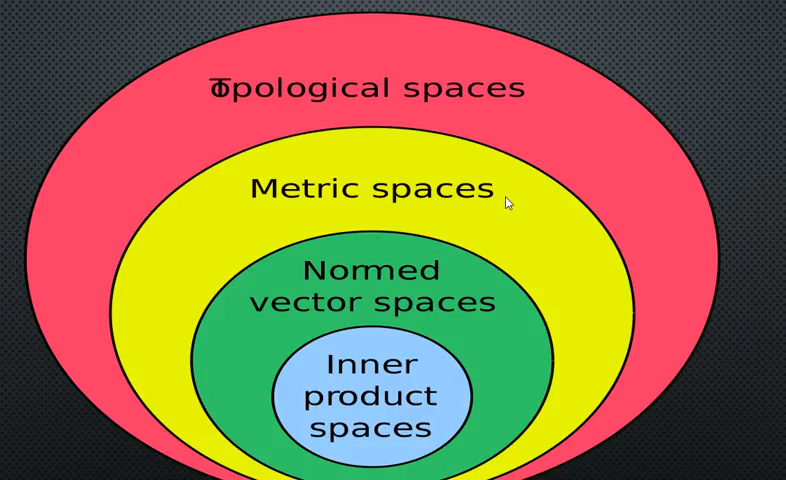 Topological spaces
Metric spaces
Normed
vector spaces
Inner
product
spaces